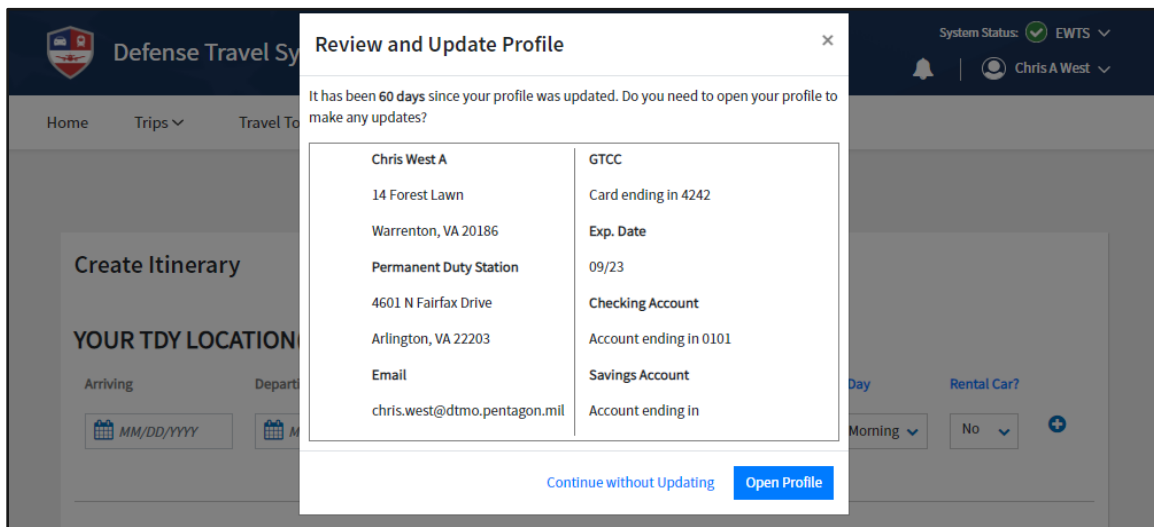 Defense Travel Sy
System Status: EWTS
Chris A West
Home Trips Travel To
Review and Update Profile ×
It has been 60 days since your profile was updated. Do you need to open your profile to
make any updates?
Chris West A
14 Forest Lawn
Warrenton, VA 20186
Permanent Duty Station
4601 N Fairfax Drive
Arlington, VA 22203
Email
chris.west@dtmo.pentagon.mil
GTCC
Card ending in 4242
Exp. Date
09/23
Checking Account
Account ending in 0101
Savings Account
Account ending in
Continue without Updating
Open Profile
Create Itinerary
YOUR TDY LOCATION
Arriving Departi Day Rental Car?
MM/DD/YYYY M Morning No